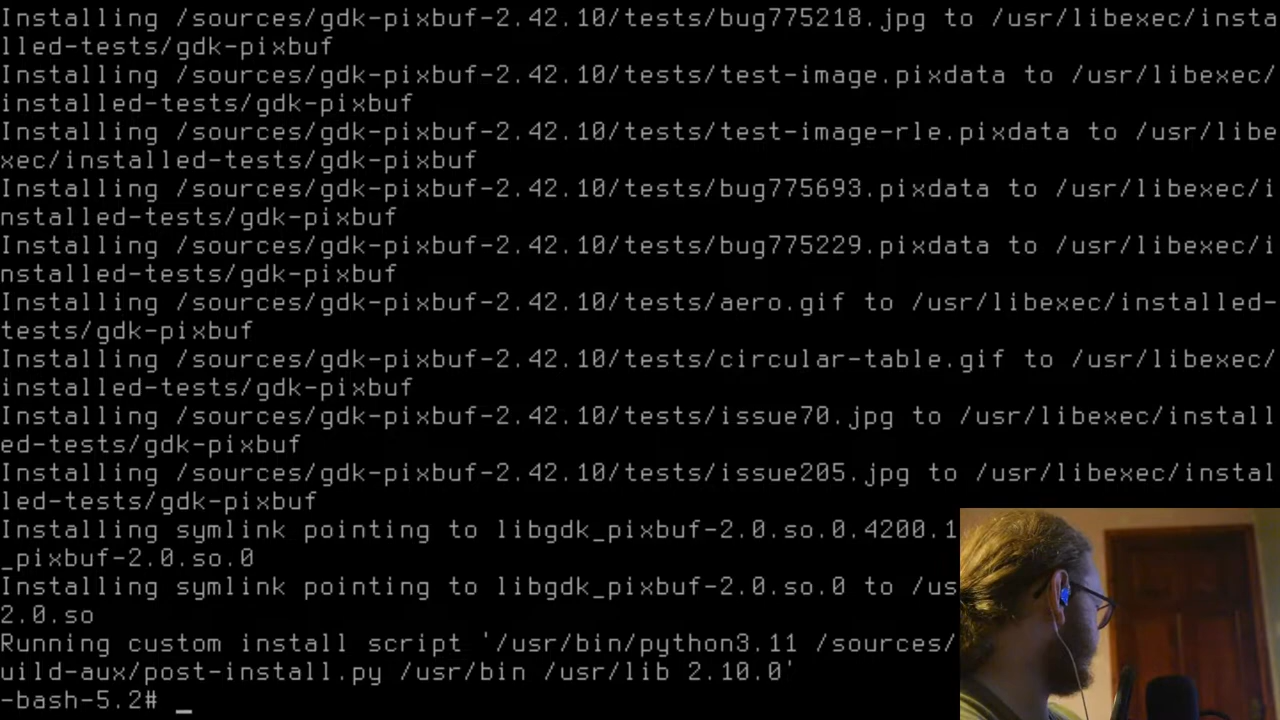 Installing /sources/gdk-pixbuf-2.42.10/tests/bug775218.jpg to /usr/libexec/insta
lled-tests/gdk-pixbuf
Installing /sources/gdk-pixbuf-2.42.10/tests/test-image.pixdata to /usr/libexec/
installed-tests/gdk-pixbuf
Installing /sources/gdk-pixbuf-2.42.10/tests/test-image-rle.pixdata to /usr/libe
xec/installed-tests/gdk-pixbuf
Installing /sources/gdk-pixbuf-2.42.10/tests/bug775693.pixdata to /usr/libexec/i
nstalled-tests/gdk-pixbuf
Installing /sources/gdk-pixbuf-2.42.10/tests/bug775229.pixdata to /usr/libexec/i
nstalled-tests/gdk-pixbuf
Installing /sources/gdk-pixbuf-2.42.10/tests/aero.gif to /usr/libexec/installed-
tests/gdk-pixbuf
Installing /sources/gdk-pixbuf-2.42.10/tests/circular-table.gif to /usr/libexec/
installed-tests/gdk-pixbuf
Installing /sources/gdk-pixbuf-2.42.10/tests/issue70.jpg to /usr/libexec/install
ed-tests/gdk-pixbuf
Installing /sources/gdk-pixbuf-2.42.10/tests/issue205.jpg to /usr/libexec/instal
led-tests/gdk-pixbuf
Installing symlink pointing to libgdk_pixbuf-2.0.so.0.4200.1
_pixbuf-2.0.so.0
Installing symlink pointing to libgdk_pixbuf-2.0.so.0 to /us
2.0.so
Running custom install script '/usr/bin/python3.11 /sources/
uild-aux/post-install.py /usr/bin /usr/lib 2.10.0'
-bash-5.2# _